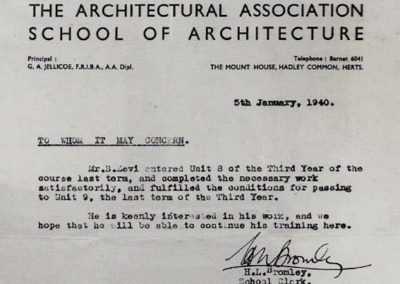 THE ARCHITECTURAL ASSOCIATION
SCHOOL OF ARCHITECTURE
Principal :
G. A. JELLICOE, F.R.I.B.A., A.A. Dipl.
Telephone : Barnet 6041
THE MOUNT HOUSE, HADLEY COMMON, HERTS.
5th January, 1940.
TO WHOM IT MAY CONCERN.
Mr.B.Zevi entered Unit 8 of the Third Year of the
course last term, and completed the necessary work
satisfactorily, and fulfilled the conditions for passing
to Unit 9, the last term of the Third Year.
He is keenly interested in his work, and we
hope that he will be able to continue his training here.
H.L.Bromley
H.L.Bromley,
School Clerk.